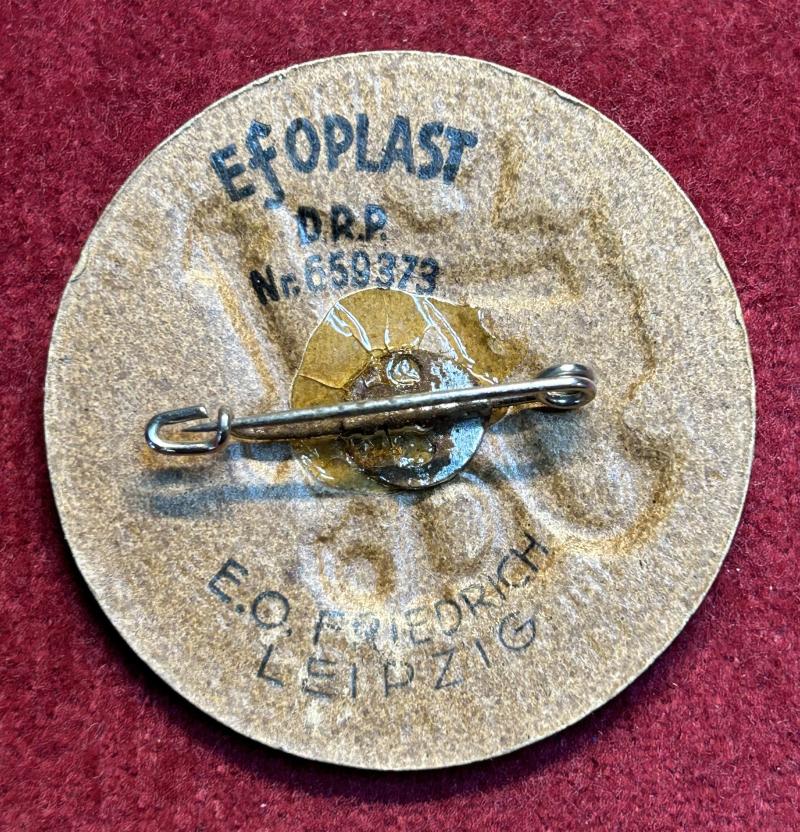 EfOPLAST
D.R.P.
Nr. 659373
E.O. FRIEDRICH
LEIPZIG